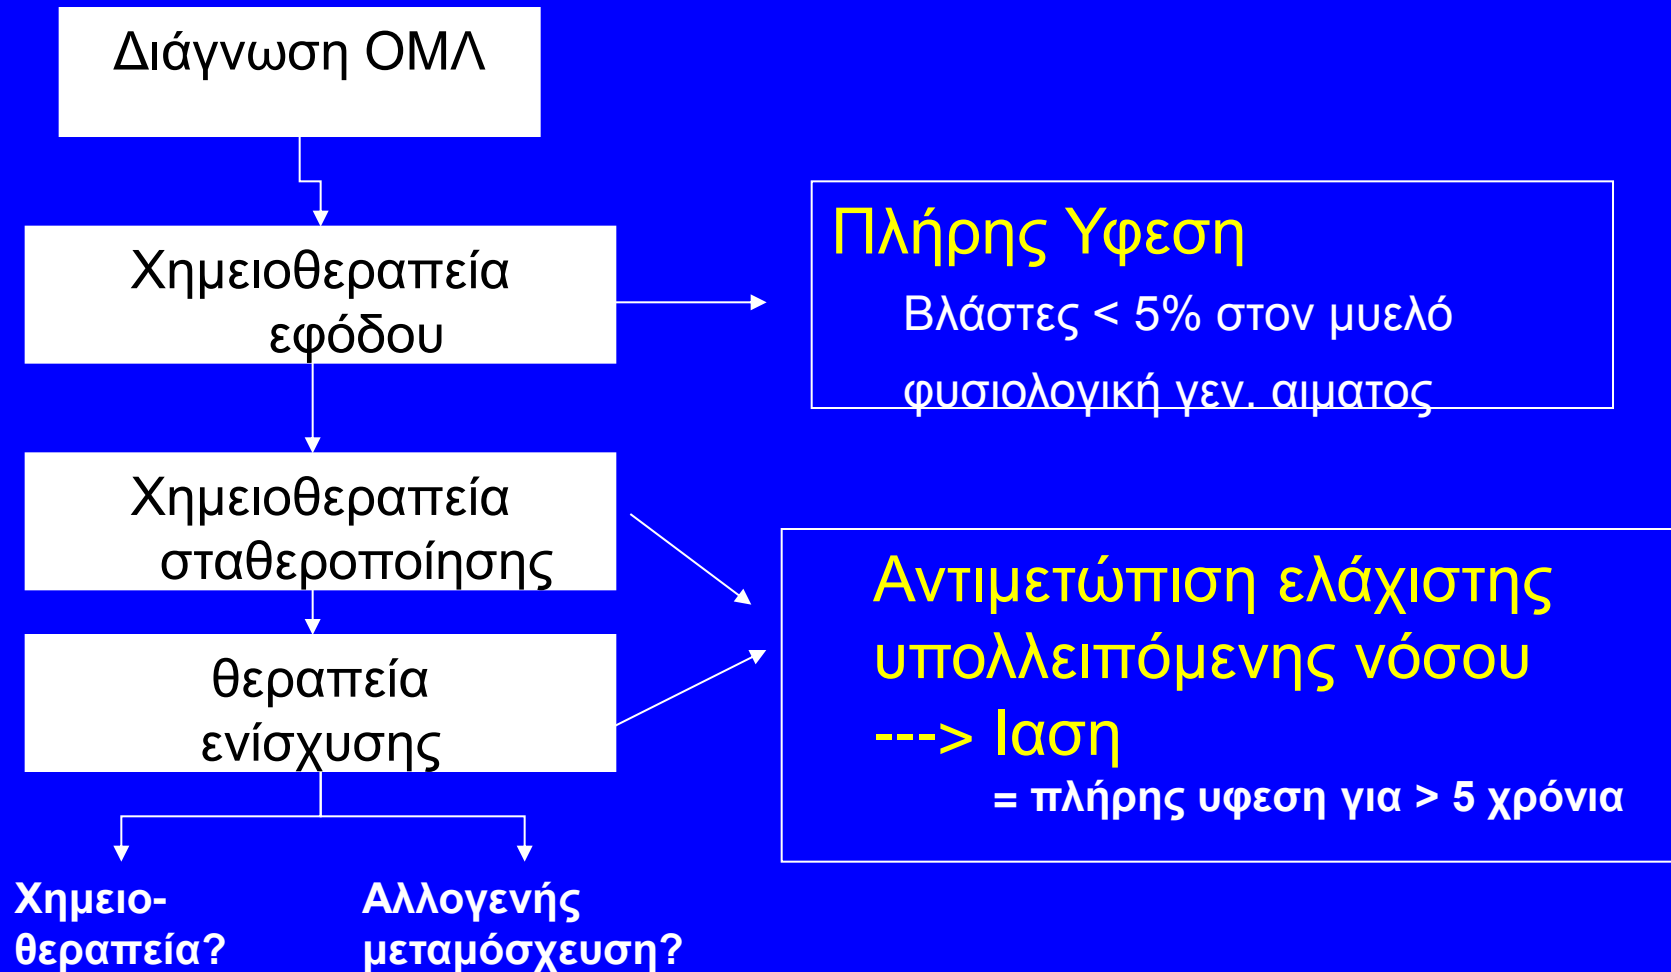 Διάγνωση ΟΜΛ
Χημειοθεραπεία
εφόδου
Πλήρης Υφεση
Βλάστες < 5% στον μυελό
φυσιολογική γεν. αιματος
Χημειοθεραπεία
σταθεροποίησης
Αντιμετώπιση ελάχιστης
υπολλειπόμενης νόσου
---> Ιαση
= πλήρης υφεση για > 5 χρόνια
θεραπεία
ενίσχυσης
Χημειο-
θεραπεία?
Αλλογενής
μεταμόσχευση?